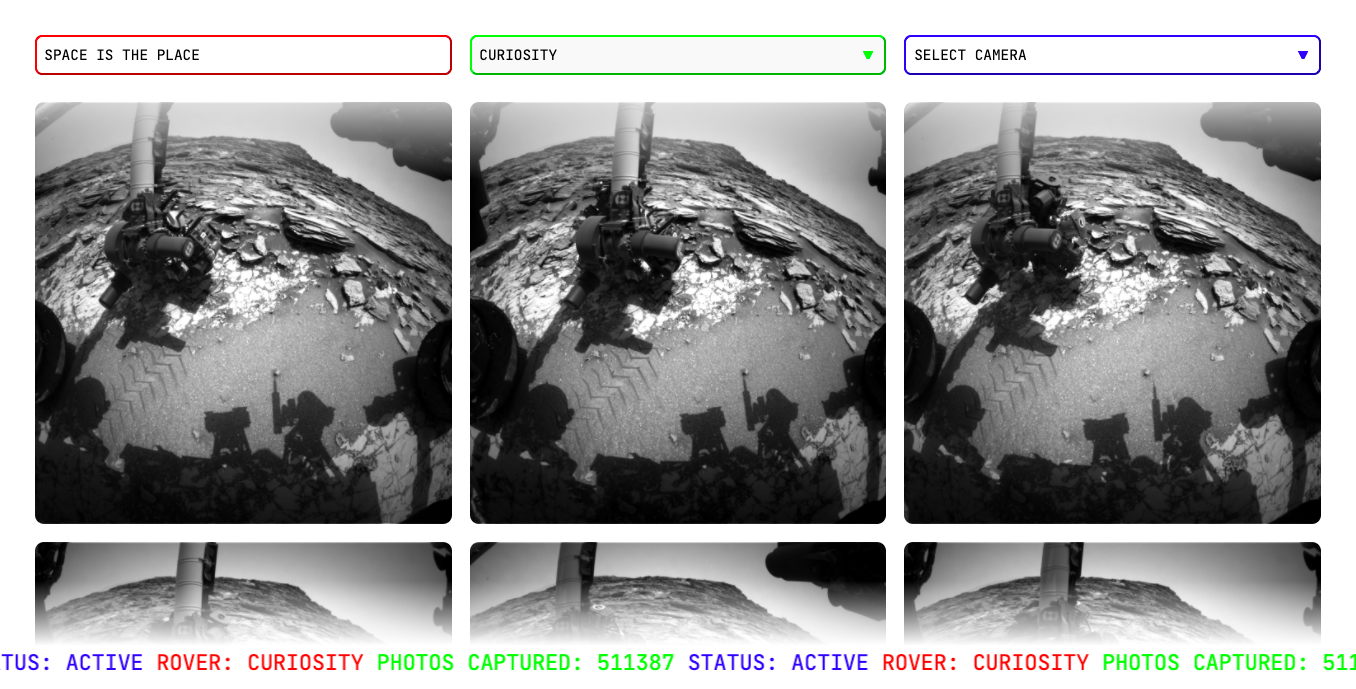 SPACE IS THE PLACE
CURIOSITY
SELECT CAMERA
TUS: ACTIVE ROVER: CURIOSITY PHOTOS CAPTURED: 511387 STATUS: ACTIVE ROVER: CURIOSITY PHOTOS CAPTURED: 511